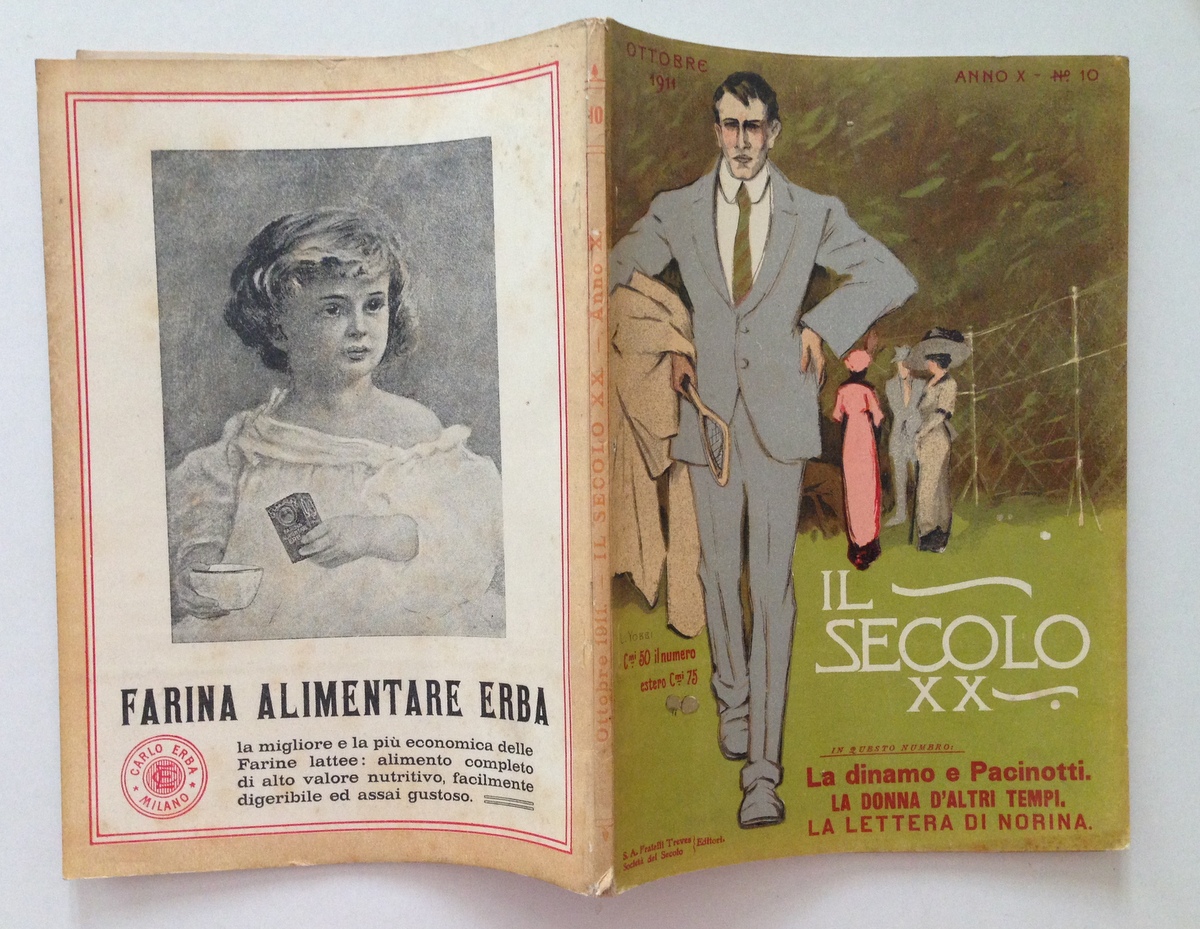 FARINA ALIMENTARE ERBA
CARLO ERBA
MILANO
la migliore e la più economica delle
Farine lattee: alimento completo
di alto valore nutritivo, facilmente
digeribile ed assai gustoso.
10
Ottobre 1911. — IL SECOLO XX — Anno X
OTTOBRE
1911
ANNO X - Nº 10
IL
SECOLO
XX
Cmi 50 il numero
estero Cmi 75
IN QUESTO NUMERO:
La dinamo e Pacinotti.
LA DONNA D'ALTRI TEMPI.
LA LETTERA DI NORINA.
S. A. Fratelli Treves
Società del Secolo
Editori.